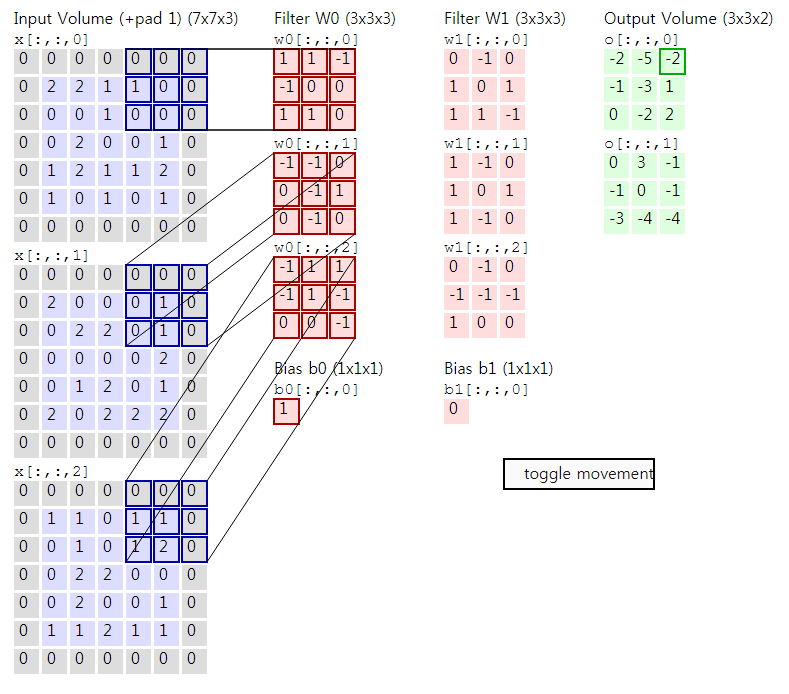 Input Volume (+pad 1) (7x7x3)
x[:,:,0]
0 0 0 0 0 0 0
0 2 2 1 1 0 0
0 0 0 1 0 0 0
0 0 2 0 0 1 0
0 1 2 1 1 2 0
0 1 0 1 0 1 0
0 0 0 0 0 0 0
x[:,:,1]
0 0 0 0 0 0 0
0 2 0 0 0 1 0
0 0 2 2 0 1 0
0 0 0 0 0 2 0
0 0 1 2 0 1 0
0 2 0 2 2 2 0
0 0 0 0 0 0 0
x[:,:,2]
0 0 0 0 0 0 0
0 1 1 0 1 1 0
0 0 1 0 1 2 0
0 0 2 2 0 0 0
0 0 2 0 0 1 0
0 1 1 2 1 1 0
0 0 0 0 0 0 0
Filter W0 (3x3x3)
w0[:,:,0]
1 1 -1
-1 0 0
1 1 0
w0[:,:,1]
-1 -1 0
0 -1 1
0 -1 0
w0[:,:,2]
-1 1 1
-1 1 -1
0 0 -1
Bias b0 (1x1x1)
b0[:,:,0]
1
Filter W1 (3x3x3)
w1[:,:,0]
0 -1 0
1 0 1
1 1 -1
w1[:,:,1]
1 -1 0
1 0 1
1 -1 0
w1[:,:,2]
0 -1 0
-1 -1 -1
1 0 0
Bias b1 (1x1x1)
b1[:,:,0]
0
Output Volume (3x3x2)
o[:,:,0]
-2 -5 -2
-1 -3 1
0 -2 2
o[:,:,1]
0 3 -1
-1 0 -1
-3 -4 -4
toggle movement